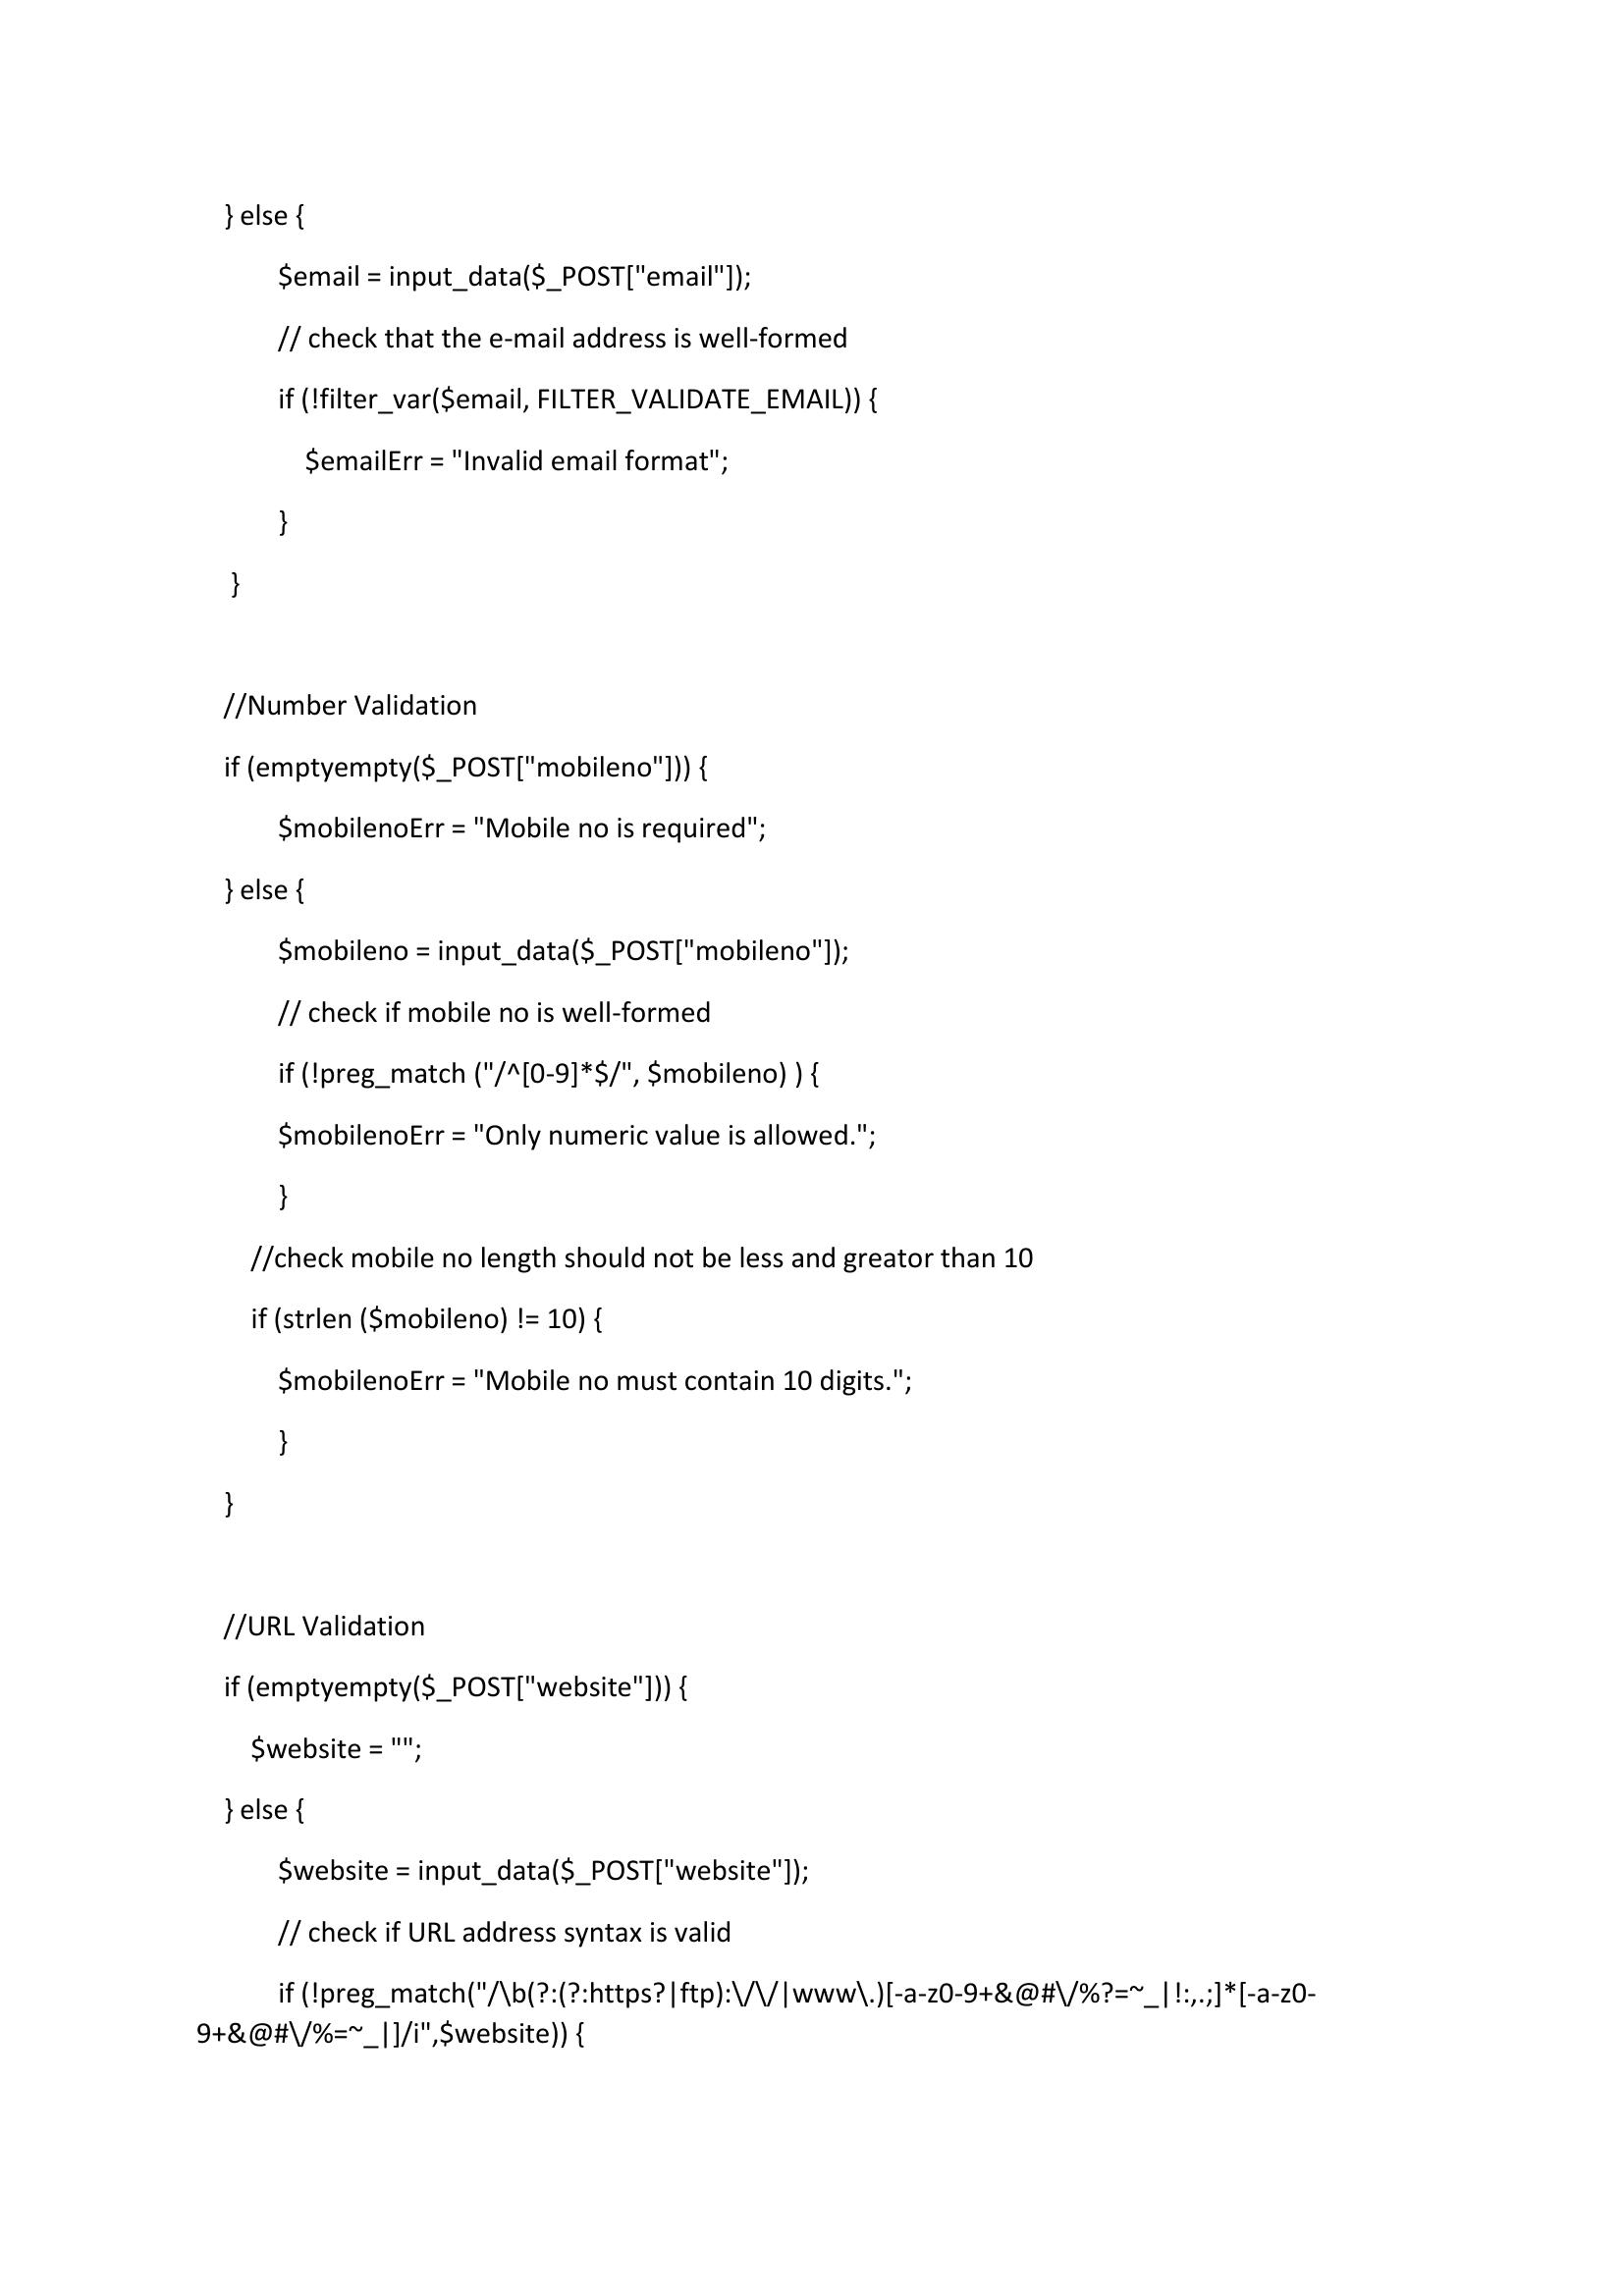 } else {
$email = input_data($_POST["email"]);
// check that the e-mail address is well-formed
if (!filter_var($email, FILTER_VALIDATE_EMAIL)) {
$emailErr = "Invalid email format";
}
}
//Number Validation
if (emptyempty($_POST["mobileno"])) {
$mobilenoErr = "Mobile no is required";
} else {
$mobileno = input_data($_POST["mobileno"]);
// check if mobile no is well-formed
if (!preg_match ("/^[0-9]*$/", $mobileno) ) {
$mobilenoErr = "Only numeric value is allowed.";
}
//check mobile no length should not be less and greator than 10
if (strlen ($mobileno) != 10) {
$mobilenoErr = "Mobile no must contain 10 digits.";
}
}
//URL Validation
if (emptyempty($_POST["website"])) {
$website = "";
} else {
$website = input_data($_POST["website"]);
// check if URL address syntax is valid
if (!preg_match("/\b(?:(?:https?|ftp):\/\/|www\.)[-a-z0-9+&@#\/%?=~_|!:,.;]*[-a-z0-
9+&@#\/%=~_|]/i",$website)) {